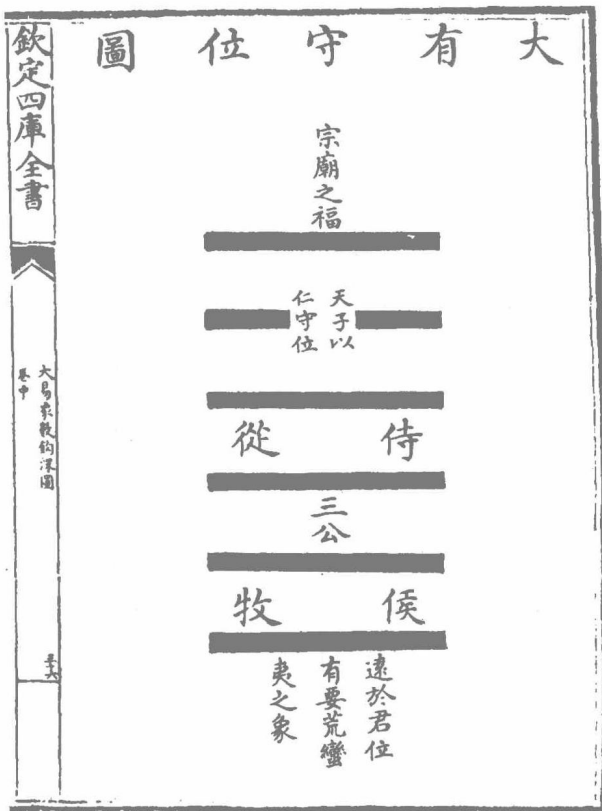 大有守位圖
宗廟之福
天子以
仁守位
侍從
三公
侯牧
遠於君位
有要荒蠻
夷之象
欽定四庫全書
大易象數鈎深圖
卷中